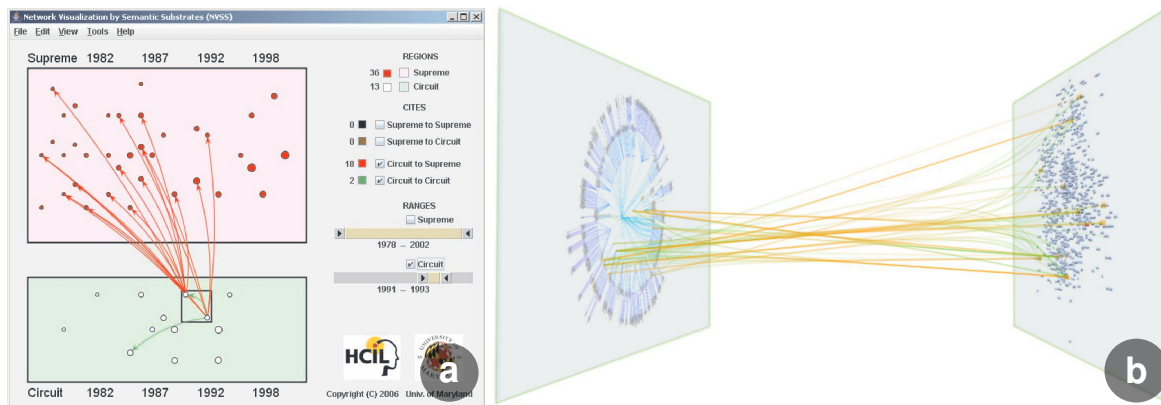 Network Visualization by Semantic Substrates (NVSS)
File Edit View Tools Help
Supreme 1982 1987 1992 1998
REGIONS
36 Supreme
13 Circuit
CITES
0 Supreme to Supreme
0 Supreme to Circuit
18 Circuit to Supreme
2 Circuit to Circuit
RANGES
Supreme
1978 -- 2002
Circuit
1991 -- 1993
HCIL
UNIVERSITY
Circuit 1982 1987 1992 1998
Copyright (C) 2006 Univ. of Maryland
a
b